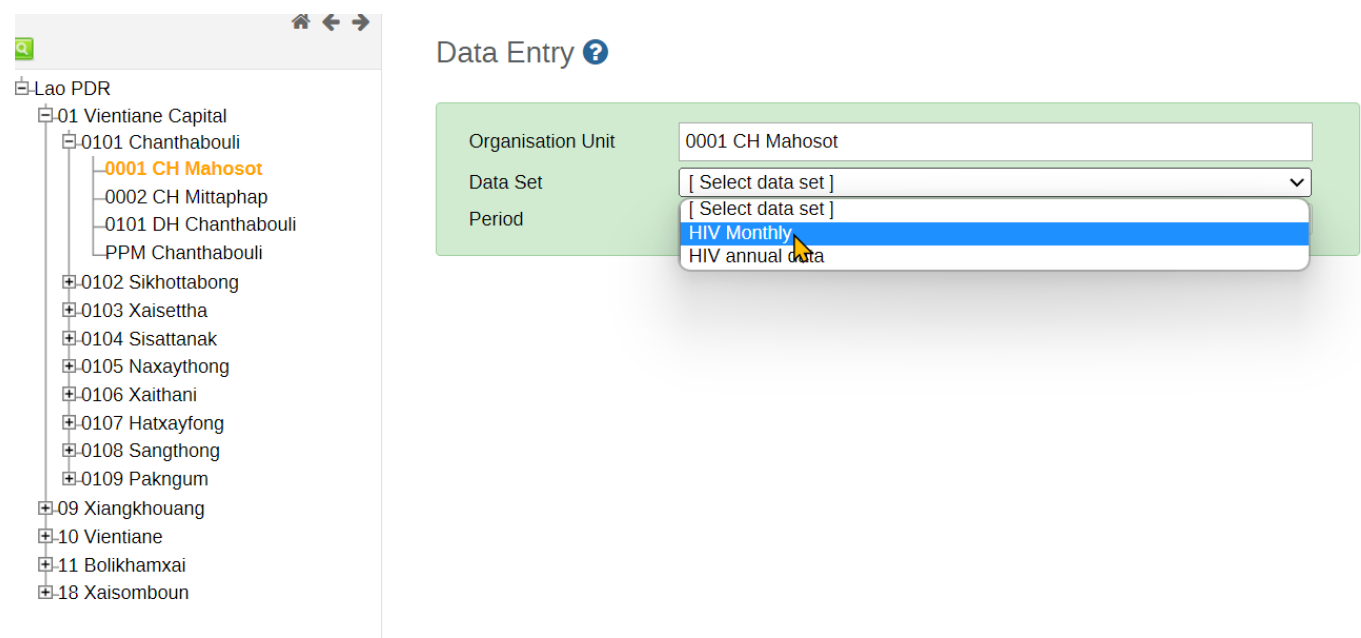 Lao PDR
01 Vientiane Capital
0101 Chanthabouli
0001 CH Mahosot
0002 CH Mittaphap
0101 DH Chanthabouli
PPM Chanthabouli
0102 Sikhottabong
0103 Xaisettha
0104 Sisattanak
0105 Naxaythong
0106 Xaithani
0107 Hatxayfong
0108 Sangthong
0109 Pakngum
09 Xiangkhouang
10 Vientiane
11 Bolikhamxai
18 Xaisomboun
Data Entry ?
Organisation Unit 0001 CH Mahosot
Data Set [ Select data set ]
Period
[ Select data set ]
HIV Monthly
HIV annual data